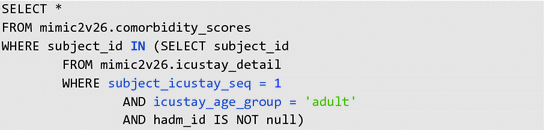 SELECT *
FROM mimic2v26.comorbidity_scores
WHERE subject_id IN (SELECT subject_id
FROM mimic2v26.icustay_detail
WHERE subject_icustay_seq = 1
AND icustay_age_group = 'adult'
AND hadm_id IS NOT null)